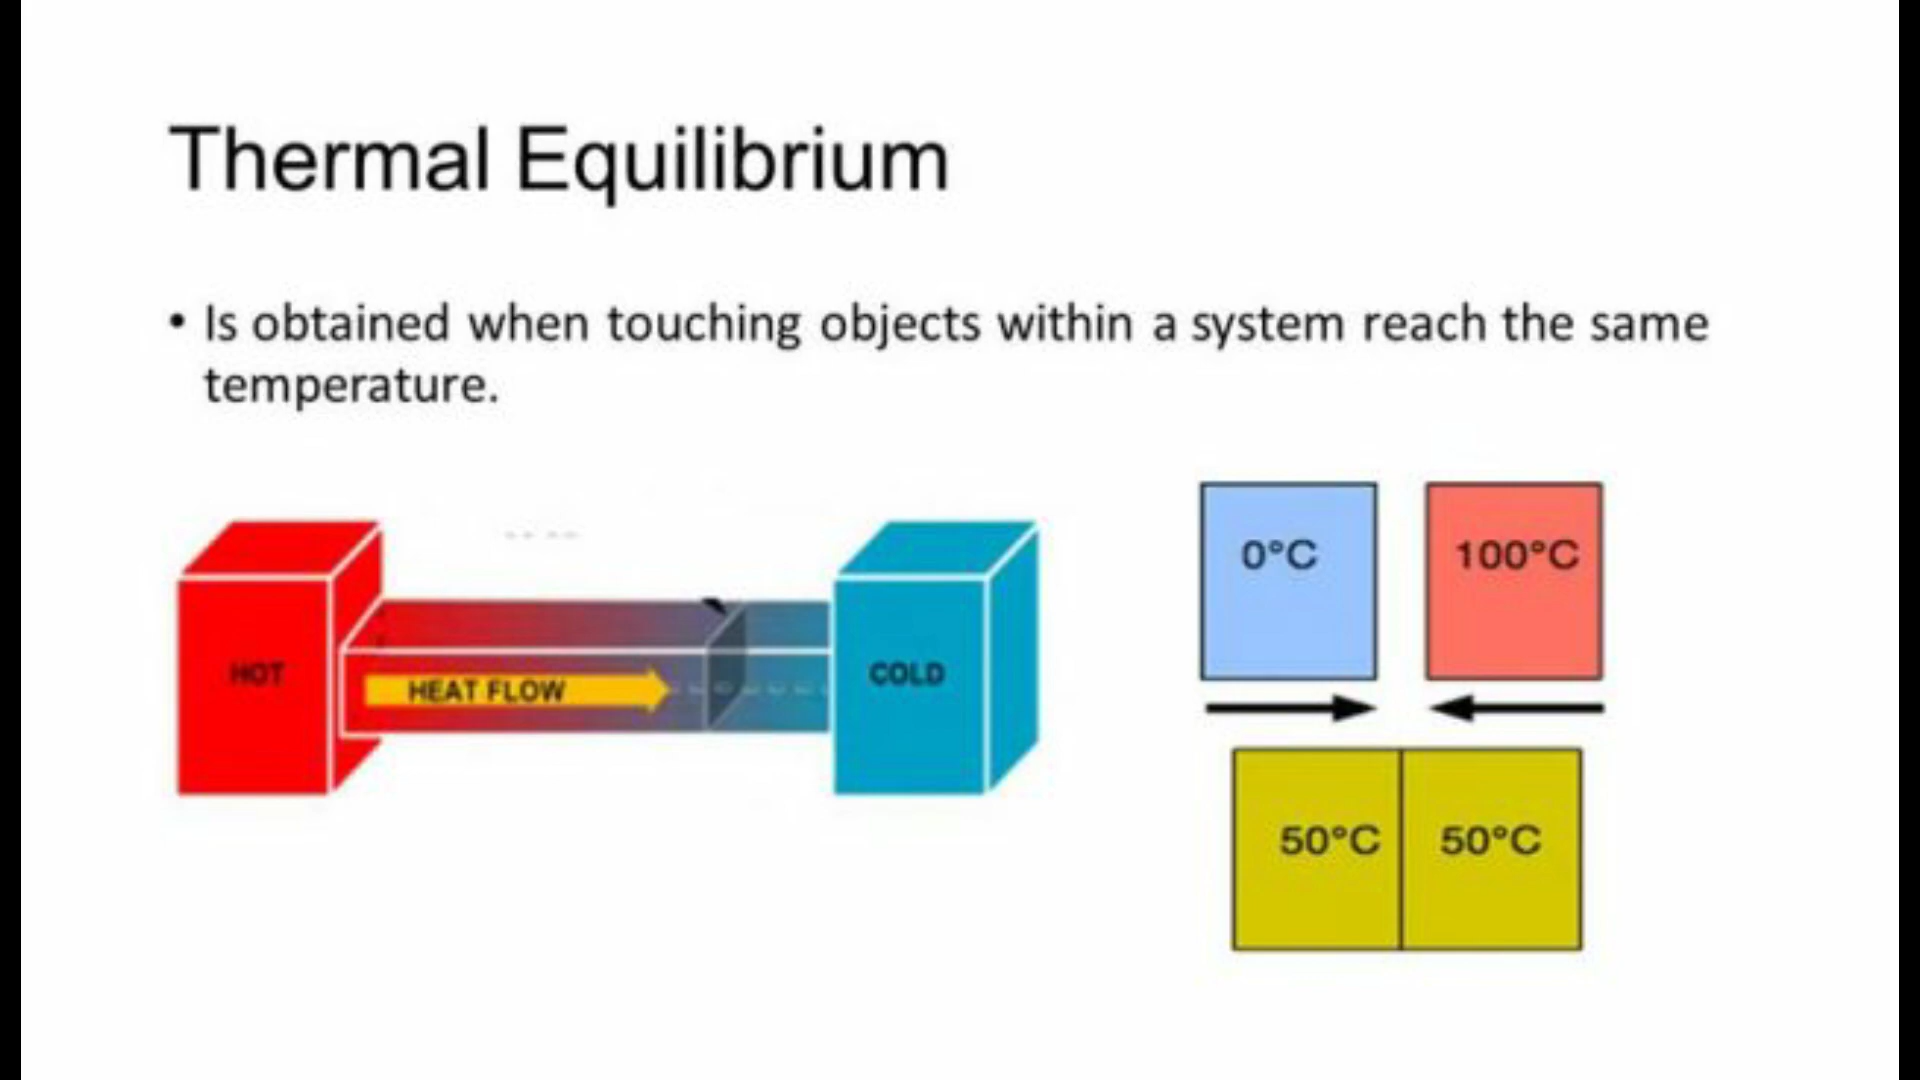 Thermal Equilibrium
• Is obtained when touching objects within a system reach the same
temperature.
HOT
HEAT FLOW
COLD
0°C
100°C
50°C
50°C